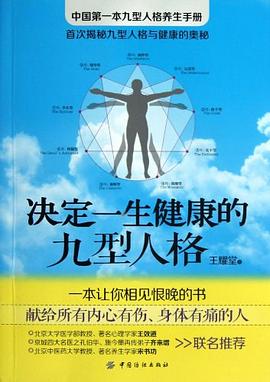 中国第一本九型人格养生手册
首次揭秘九型人格与健康的奥秘
决定一生健康的
九型人格
王耀堂
一本让你相见恨晚的书
献给所有内心有伤、身体有痛的人
北京大学医学部教授、著名心理学家王效道
京城四大名医之孔伯华、施今墨再传弟子齐来增
北京中医药大学教授、著名养生学家宋书功
>>联名推荐
中国纺织出版社